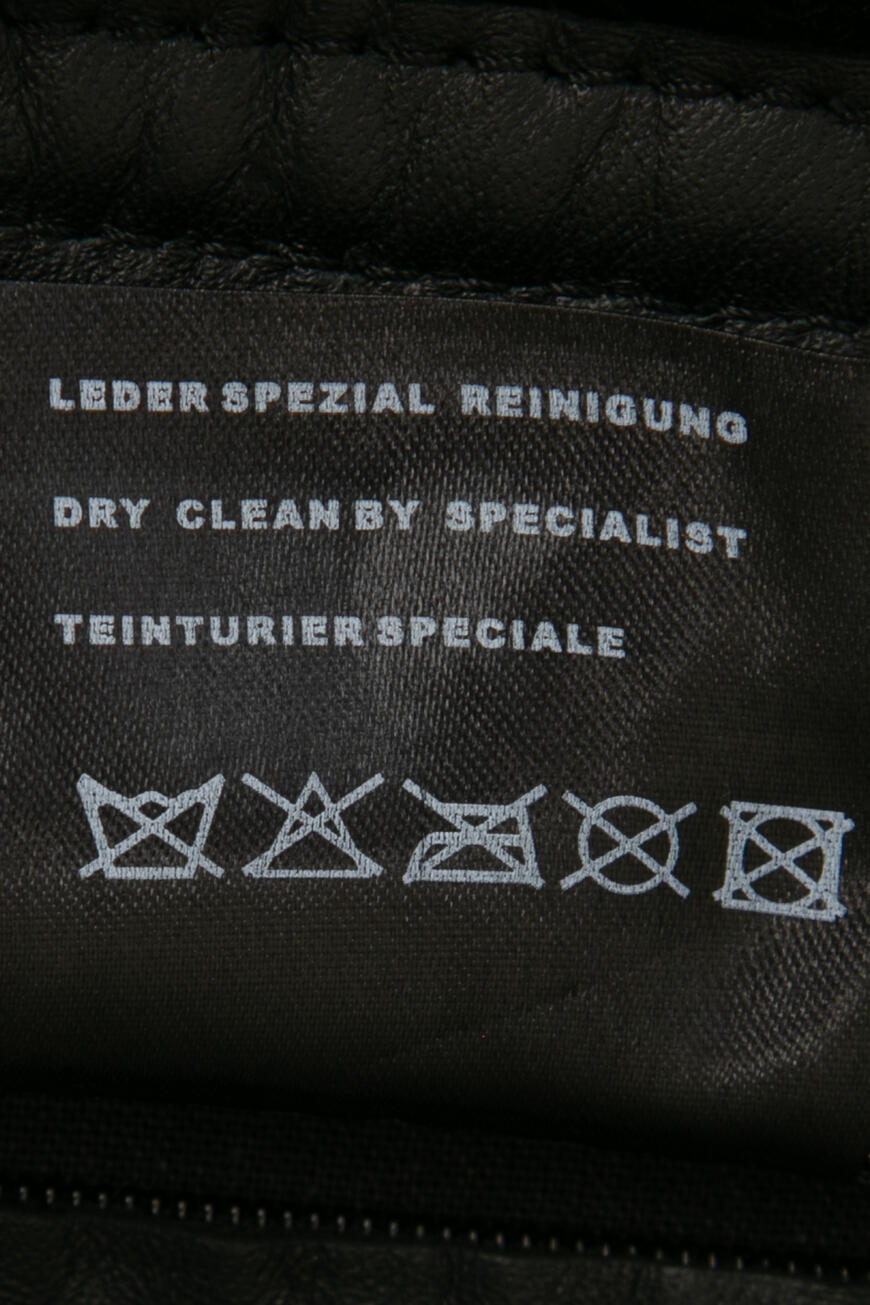 LEDER SPEZIAL REINIGUNG
DRY CLEAN BY SPECIALIST
TEINTURIER SPECIALE